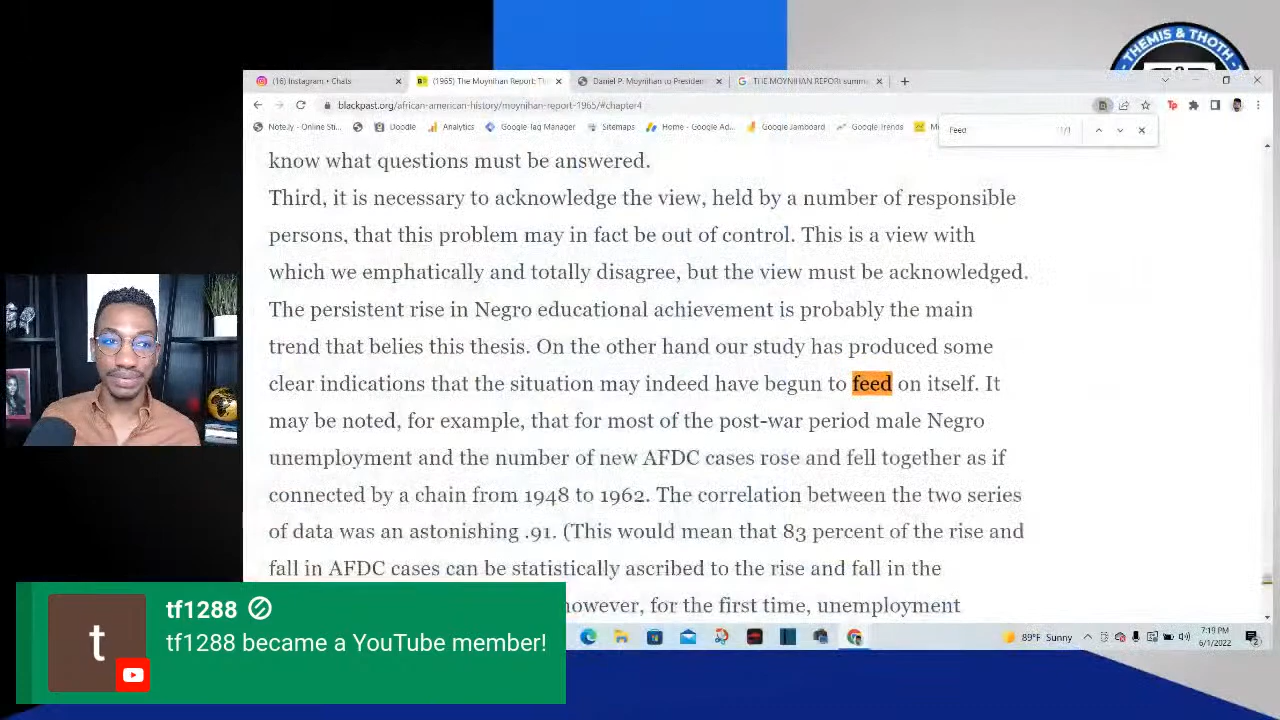 THEMIS & THOTH
(16) Instagram • Chats
(1965) The Moynihan Report: Th
Daniel P. Moynihan to Presiden
THE MOYNIHAN REPORt summ
blackpast.org/african-american-history/moynihan-report-1965/#chapter4
Note.ly - Online Sti...
Doodle
Analytics
Google Tag Manager
Sitemaps
Home - Google Ad...
Google Jamboard
Google Trends
Feed
1/1
know what questions must be answered.
Third, it is necessary to acknowledge the view, held by a number of responsible
persons, that this problem may in fact be out of control. This is a view with
which we emphatically and totally disagree, but the view must be acknowledged.
The persistent rise in Negro educational achievement is probably the main
trend that belies this thesis. On the other hand our study has produced some
clear indications that the situation may indeed have begun to feed on itself. It
may be noted, for example, that for most of the post-war period male Negro
unemployment and the number of new AFDC cases rose and fell together as if
connected by a chain from 1948 to 1962. The correlation between the two series
of data was an astonishing .91. (This would mean that 83 percent of the rise and
fall in AFDC cases can be statistically ascribed to the rise and fall in the
however, for the first time, unemployment
tf1288
t
tf1288 became a YouTube member!
89°F Sunny
7:19 PM
6/1/2022